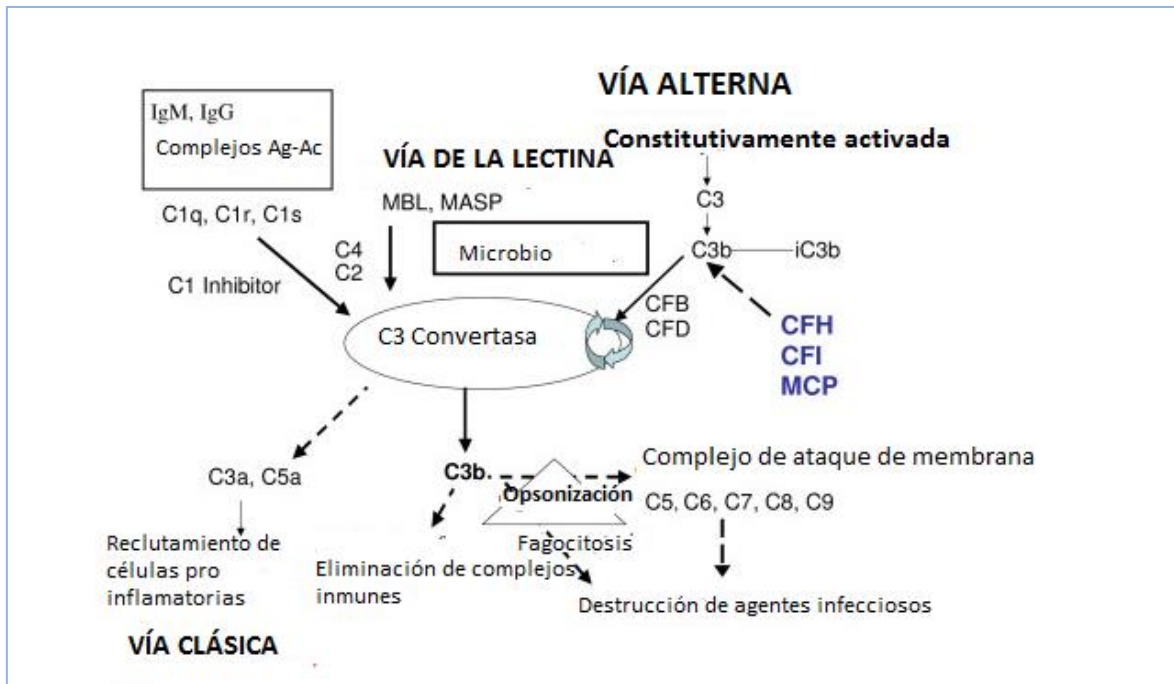 VÍA ALTERNA
IgM, IgG
Complejos Ag-Ac
Constitutivamente activada
VÍA DE LA LECTINA
C3
MBL, MASP
C1q, C1r, C1s
C4
C2
Microbio
C3b
iC3b
C1 Inhibitor
CFB
CFD
CFH
CFI
MCP
C3 Convertasa
C3a, C5a
C3b.
Opsonización
Complejo de ataque de membrana
C5, C6, C7, C8, C9
Fagocitosis
Reclutamiento de
células pro
inflamatorias
Eliminación de complejos
inmunes
Destrucción de agentes infecciosos
VÍA CLÁSICA